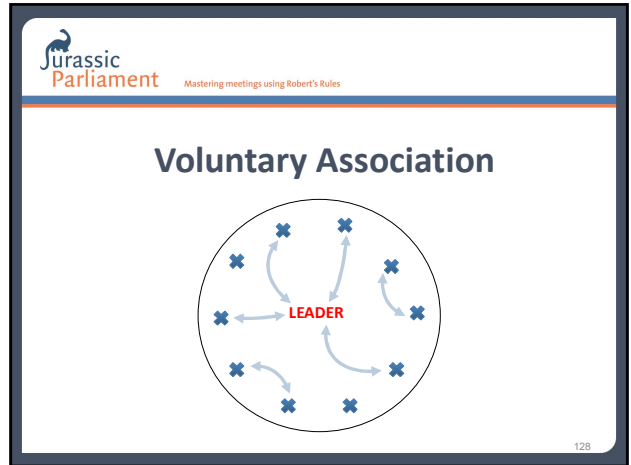 Jurassic
Parliament
Mastering meetings using Robert's Rules
Voluntary Association
LEADER
128